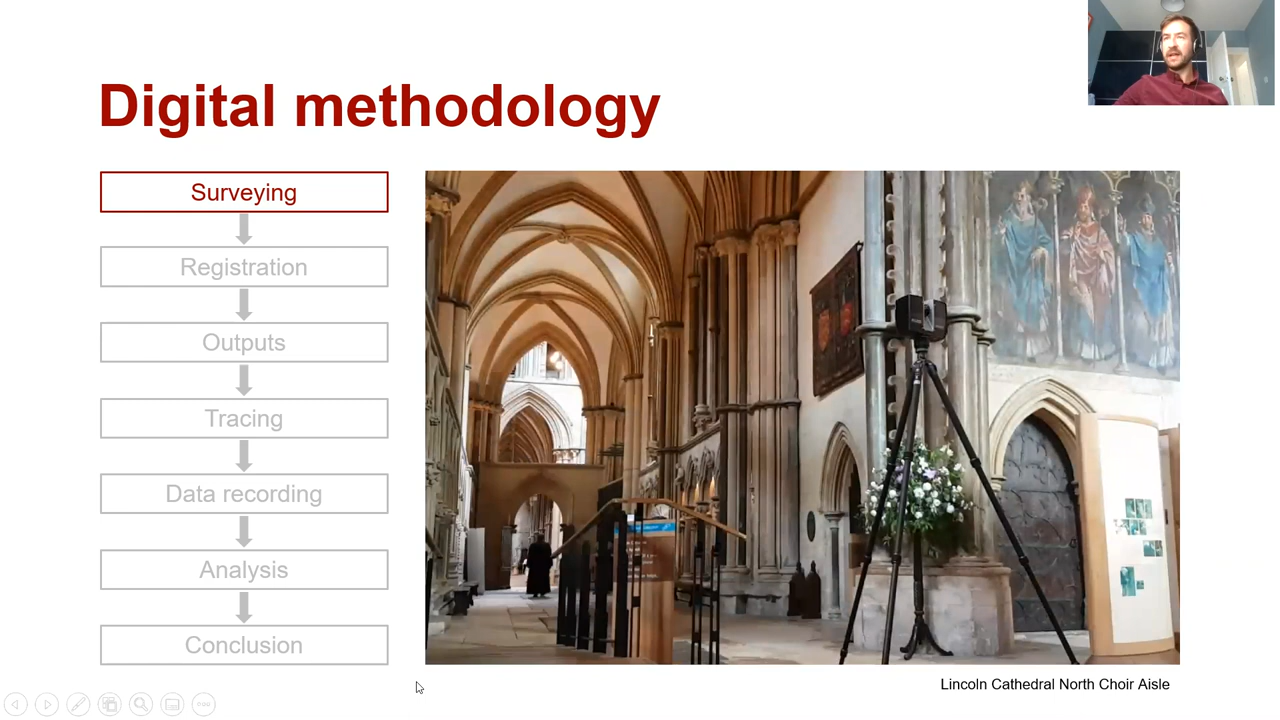 Digital methodology
Surveying
Registration
Outputs
Tracing
Data recording
Analysis
Conclusion
Lincoln Cathedral North Choir Aisle